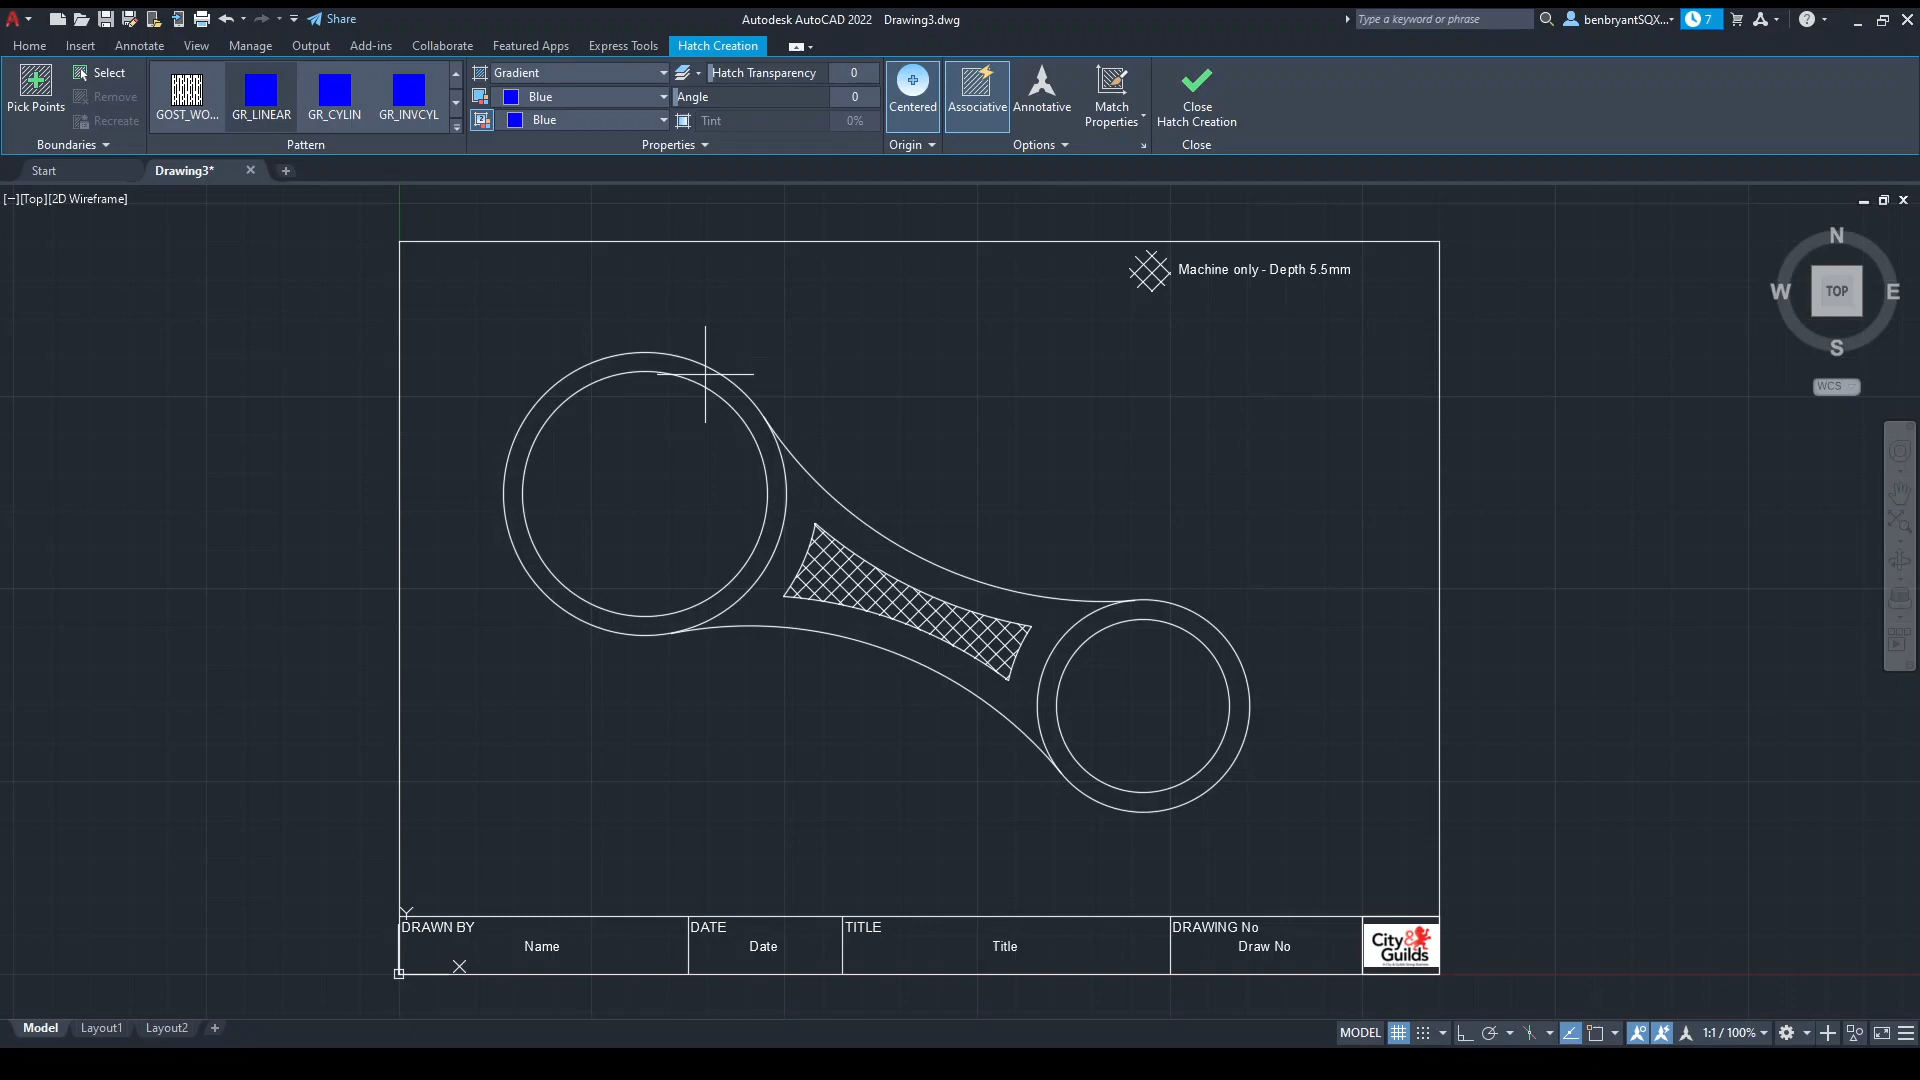 Share
Autodesk AutoCAD 2022 Drawing3.dwg
Type a keyword or phrase
benbryantSQX...
7
Home Insert Annotate View Manage Output Add-ins Collaborate Featured Apps Express Tools Hatch Creation
Pick Points
Select
Remove
Recreate
GOST_WO... GR_LINEAR GR_CYLIN GR_INVCYL
Gradient
Blue
Blue
Hatch Transparency 0
Angle 0
Tint 0%
Centered
Associative
Annotative
Match
Properties
Close
Hatch Creation
Boundaries Pattern Properties Origin Options Close
Start Drawing3*
[−][Top][2D Wireframe]
Machine only - Depth 5.5mm
N
W TOP E
S
WCS
Y
X
DRAWN BY
Name
DATE
Date
TITLE
Title
DRAWING No
Draw No
City&
Guilds
Model Layout1 Layout2
MODEL
1:1 / 100%